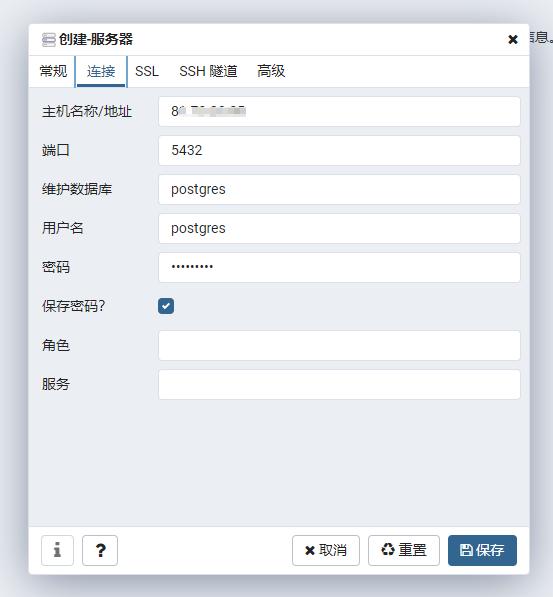 创建-服务器
信息。
常规 连接 SSL SSH 隧道 高级
主机名称/地址
端口 5432
维护数据库 postgres
用户名 postgres
密码 •••••••••
保存密码？
角色
服务
取消 重置 保存